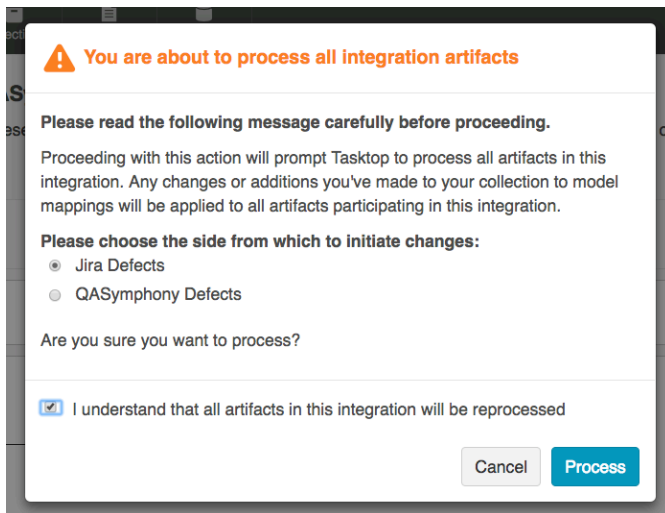 You are about to process all integration artifacts
Please read the following message carefully before proceeding.
Proceeding with this action will prompt Tasktop to process all artifacts in this
integration. Any changes or additions you've made to your collection to model
mappings will be applied to all artifacts participating in this integration.
Please choose the side from which to initiate changes:
Jira Defects
QASymphony Defects
Are you sure you want to process?
I understand that all artifacts in this integration will be reprocessed
Cancel
Process